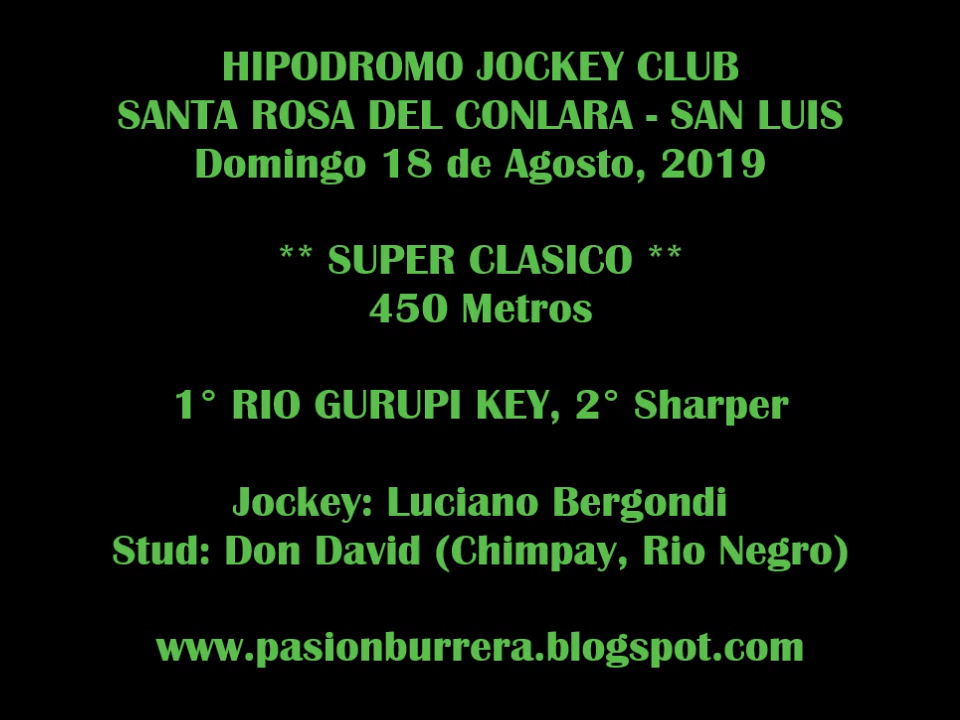 HIPODROMO JOCKEY CLUB
SANTA ROSA DEL CONLARA - SAN LUIS
Domingo 18 de Agosto, 2019
** SUPER CLASICO **
450 Metros
1° RIO GURUPI KEY, 2° Sharper
Jockey: Luciano Bergondi
Stud: Don David (Chimpay, Rio Negro)
www.pasionburrera.blogspot.com